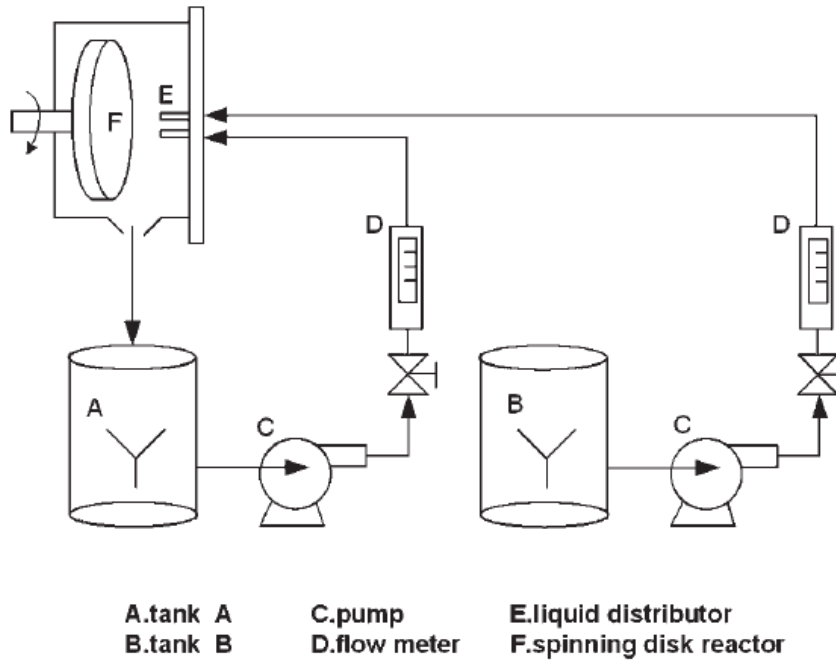 E
F
D
D
A
B
C
C
A.tank A C.pump E.liquid distributor
B.tank B D.flow meter F.spinning disk reactor